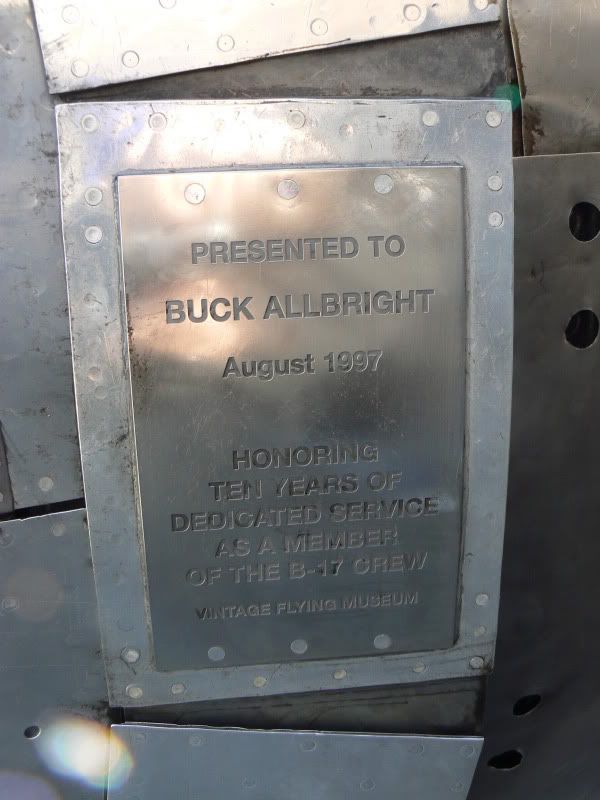 PRESENTED TO
BUCK ALLBRIGHT
August 1997
HONORING
TEN YEARS OF
DEDICATED SERVICE
AS A MEMBER
OF THE B-17 CREW
VINTAGE FLYING MUSEUM